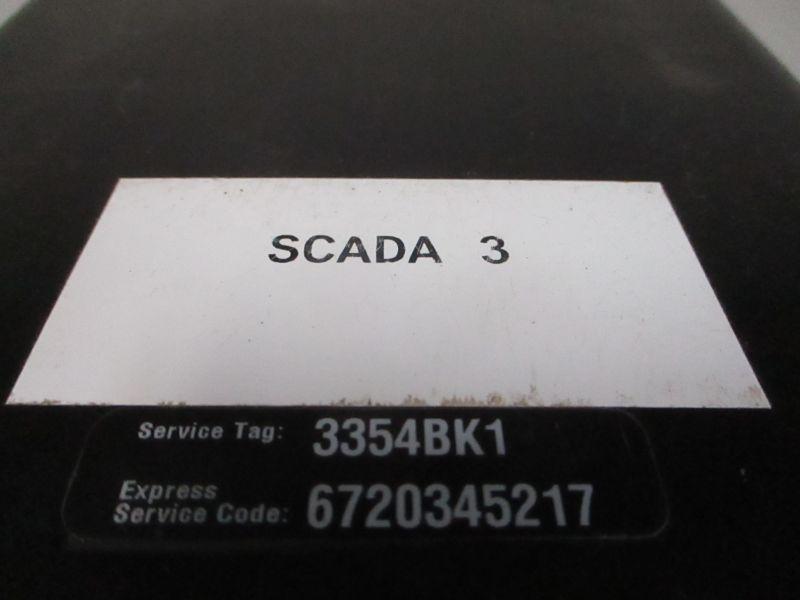 SCADA 3
Service Tag: 3354BK1
Express
Service Code: 6720345217